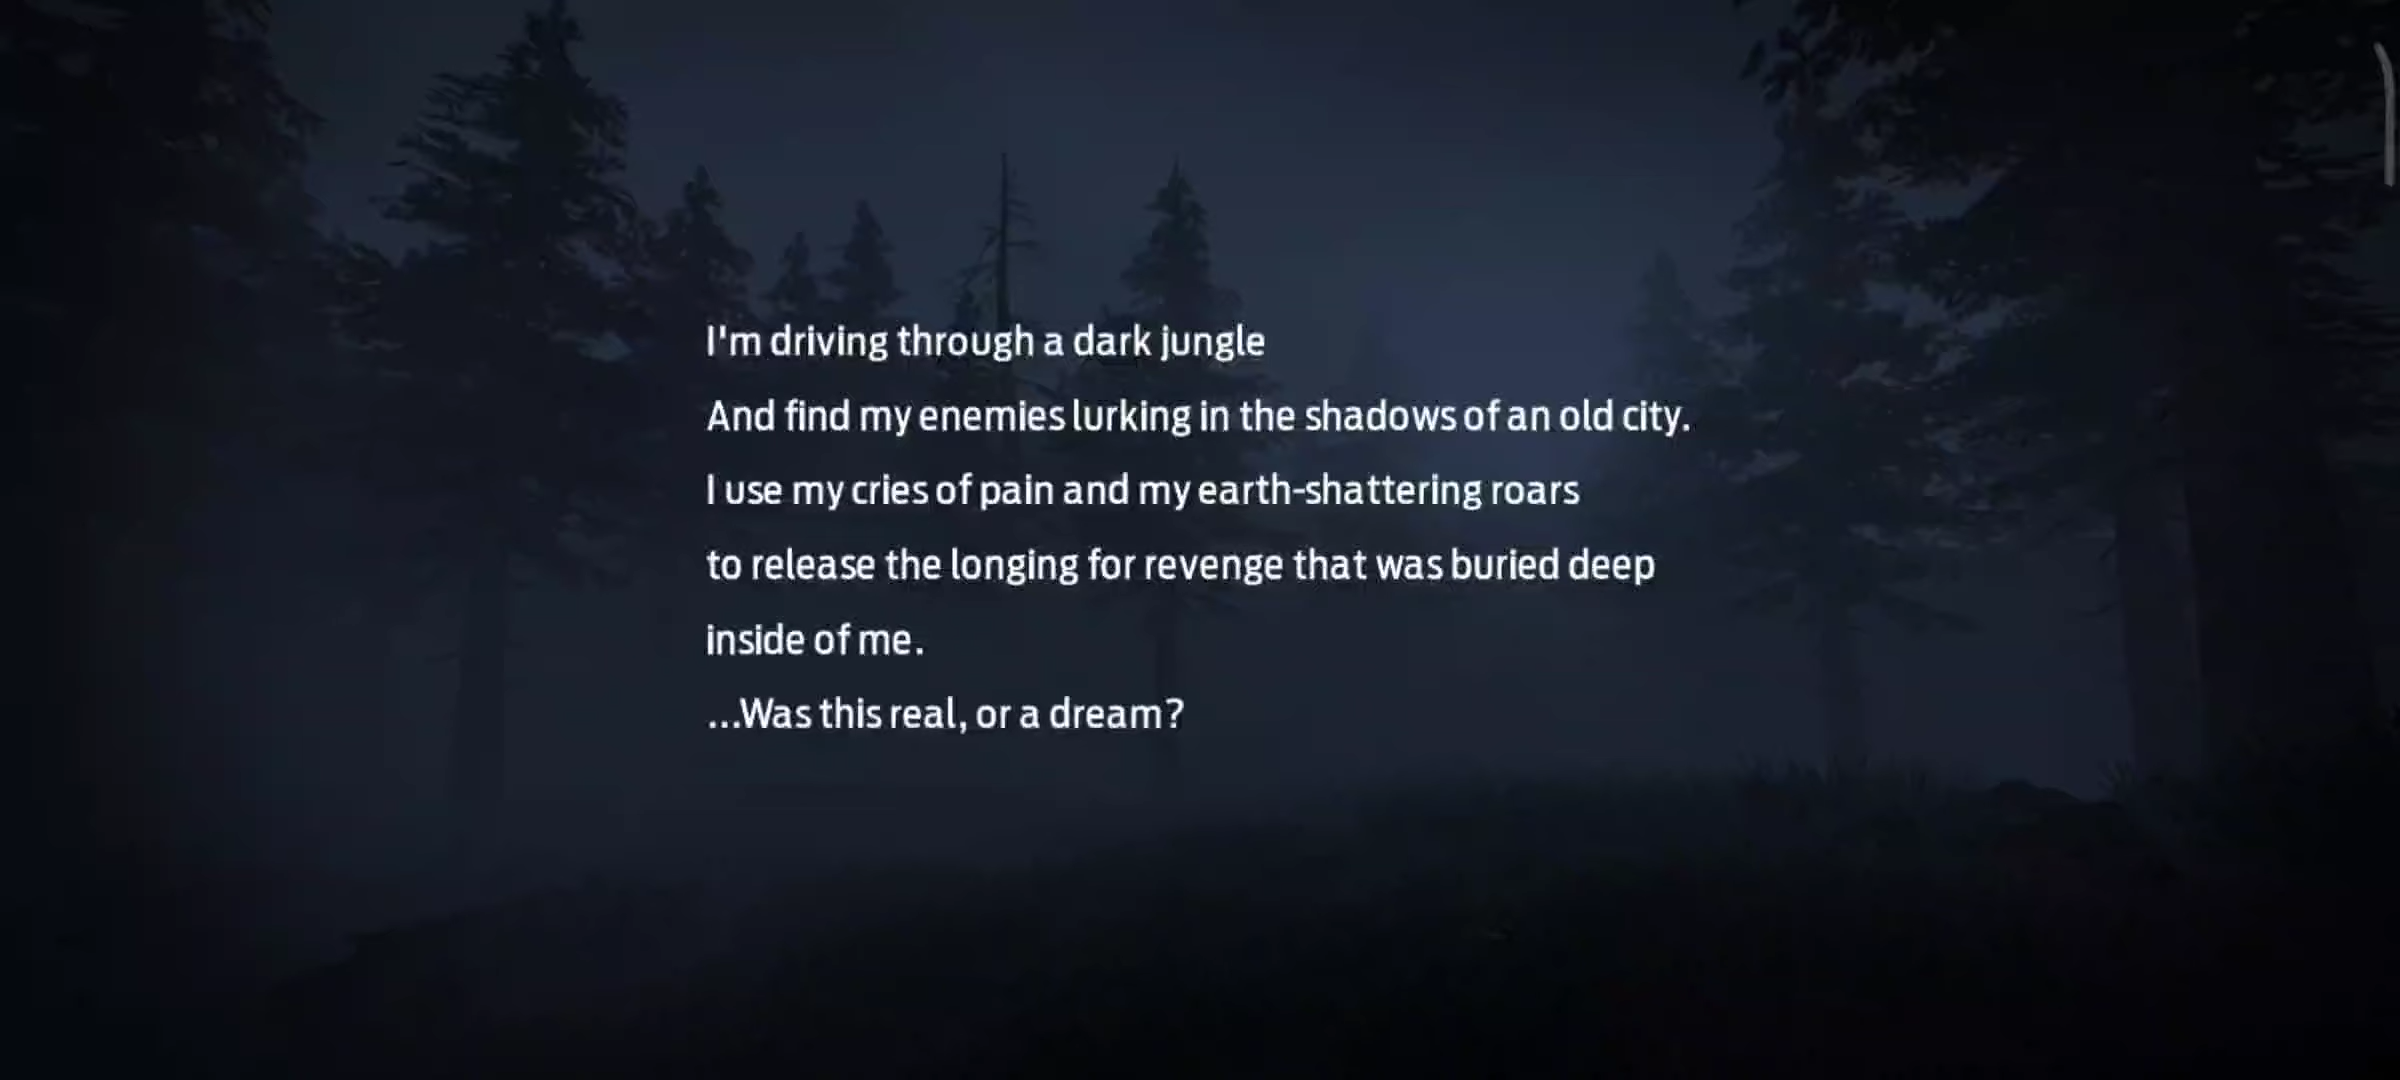 I'm driving through a dark jungle
And find my enemies lurking in the shadows of an old city.
I use my cries of pain and my earth-shattering roars
to release the longing for revenge that was buried deep
inside of me.
...Was this real, or a dream?